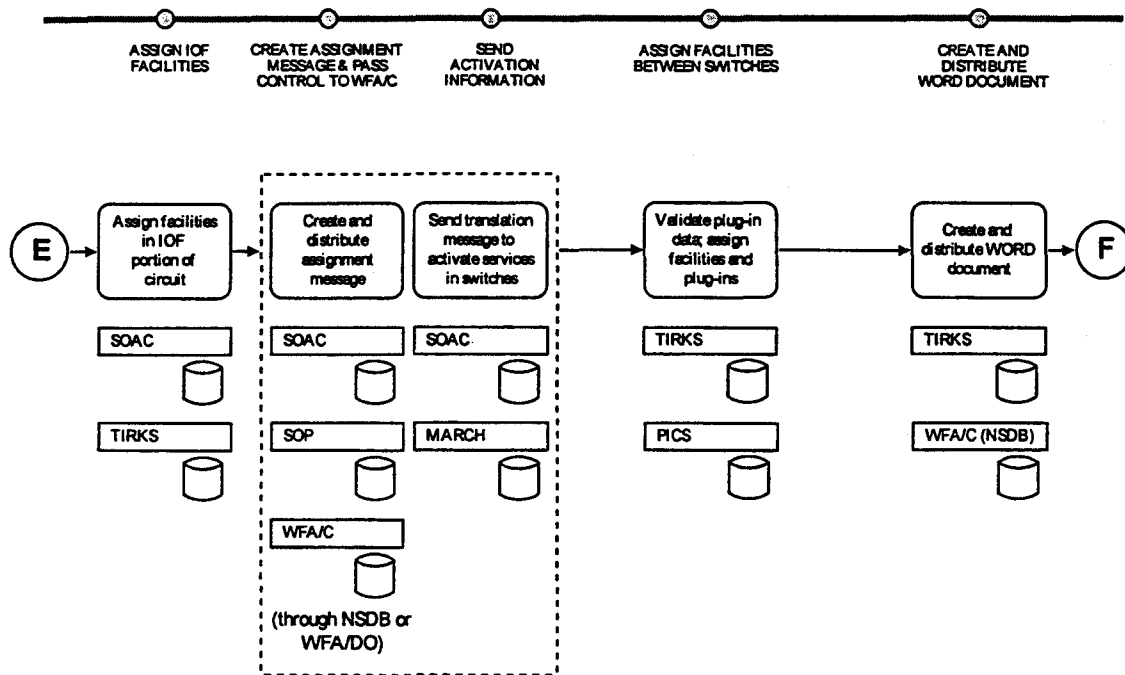 ASSIGN IOF
FACILITIES
CREATE ASSIGNMENT
MESSAGE & PASS
CONTROL TO WFA/C
SEND
ACTIVATION
INFORMATION
ASSIGN FACILITIES
BETWEEN SWITCHES
CREATE AND
DISTRIBUTE
WORD DOCUMENT
E
Assign facilities
in IOF
portion of
circuit
Create and
distribute
assignment
message
Send translation
message to
activate services
in switches
Validate plug-in
data; assign
facilities and
plug-ins
Create and
distribute WORD
document
F
SOAC
SOAC
SOAC
TIRKS
TIRKS
TIRKS
SOP
MARCH
PICS
WFA/C (NSDB)
WFA/C
(through NSDB or
WFA/DO)